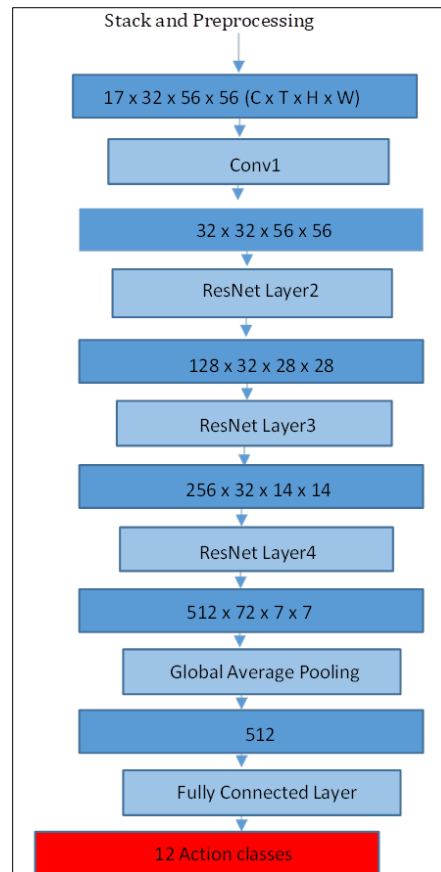 Stack and Preprocessing
17 x 32 x 56 x 56 (C x T x H x W)
Conv1
32 x 32 x 56 x 56
ResNet Layer2
128 x 32 x 28 x 28
ResNet Layer3
256 x 32 x 14 x 14
ResNet Layer4
512 x 72 x 7 x 7
Global Average Pooling
512
Fully Connected Layer
12 Action classes